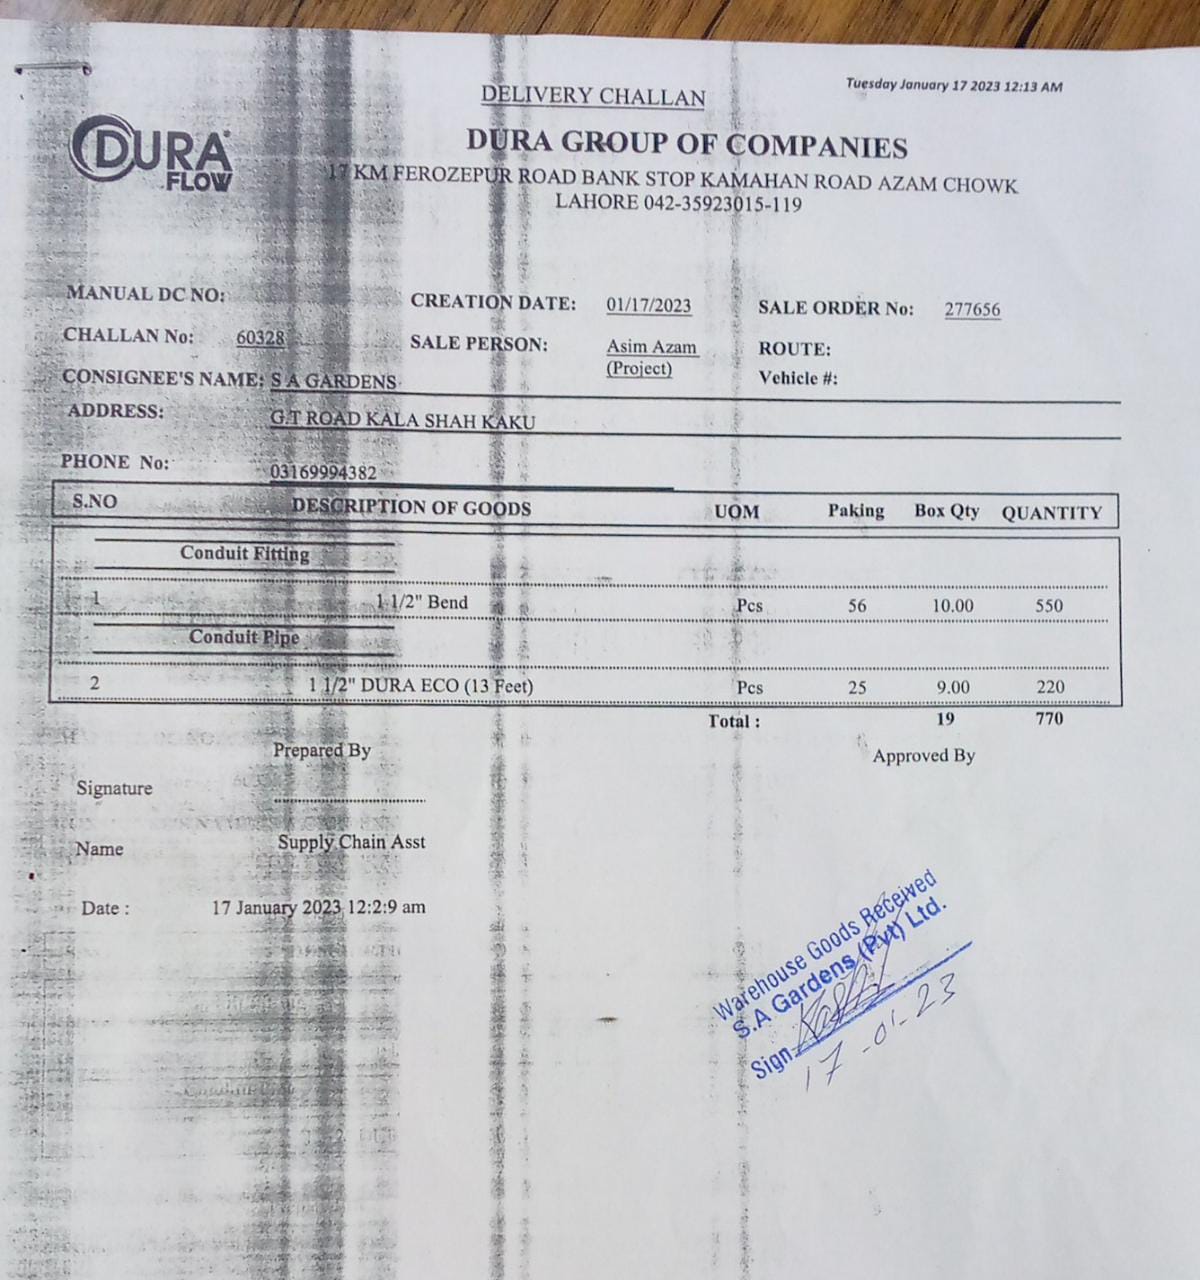 Tuesday January 17 2023 12:13 AM
DELIVERY CHALLAN
DURA FLOW
DURA GROUP OF COMPANIES
17 KM FEROZEPUR ROAD BANK STOP KAMAHAN ROAD AZAM CHOWK
LAHORE 042-35923015-119
MANUAL DC NO: CREATION DATE: 01/17/2023 SALE ORDER No: 277656
CHALLAN No: 60328 SALE PERSON: Asim Azam (Project) ROUTE:
Vehicle #:
CONSIGNEE'S NAME: S A GARDENS
ADDRESS: G.T ROAD KALA SHAH KAKU
PHONE No: 03169994382
S.NO DESCRIPTION OF GOODS UOM Paking Box Qty QUANTITY
Conduit Fitting
1 1 1/2" Bend Pcs 56 10.00 550
Conduit Pipe
2 1 1/2" DURA ECO (13 Feet) Pcs 25 9.00 220
Total : 19 770
Prepared By Approved By
Signature
Name Supply Chain Asst
Date : 17 January 2023 12:2:9 am
Warehouse Goods Received
S.A Gardens (Pvt) Ltd.
Sign
17-01-23